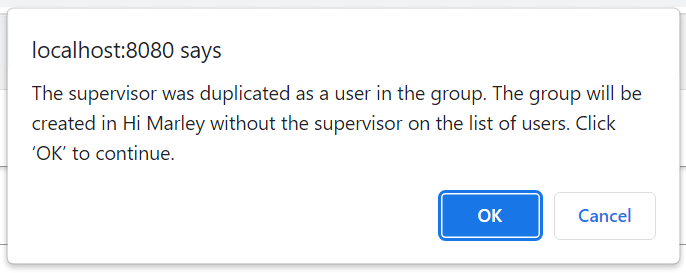 localhost:8080 says
The supervisor was duplicated as a user in the group. The group will be
created in Hi Marley without the supervisor on the list of users. Click
‘OK’ to continue.
OK
Cancel